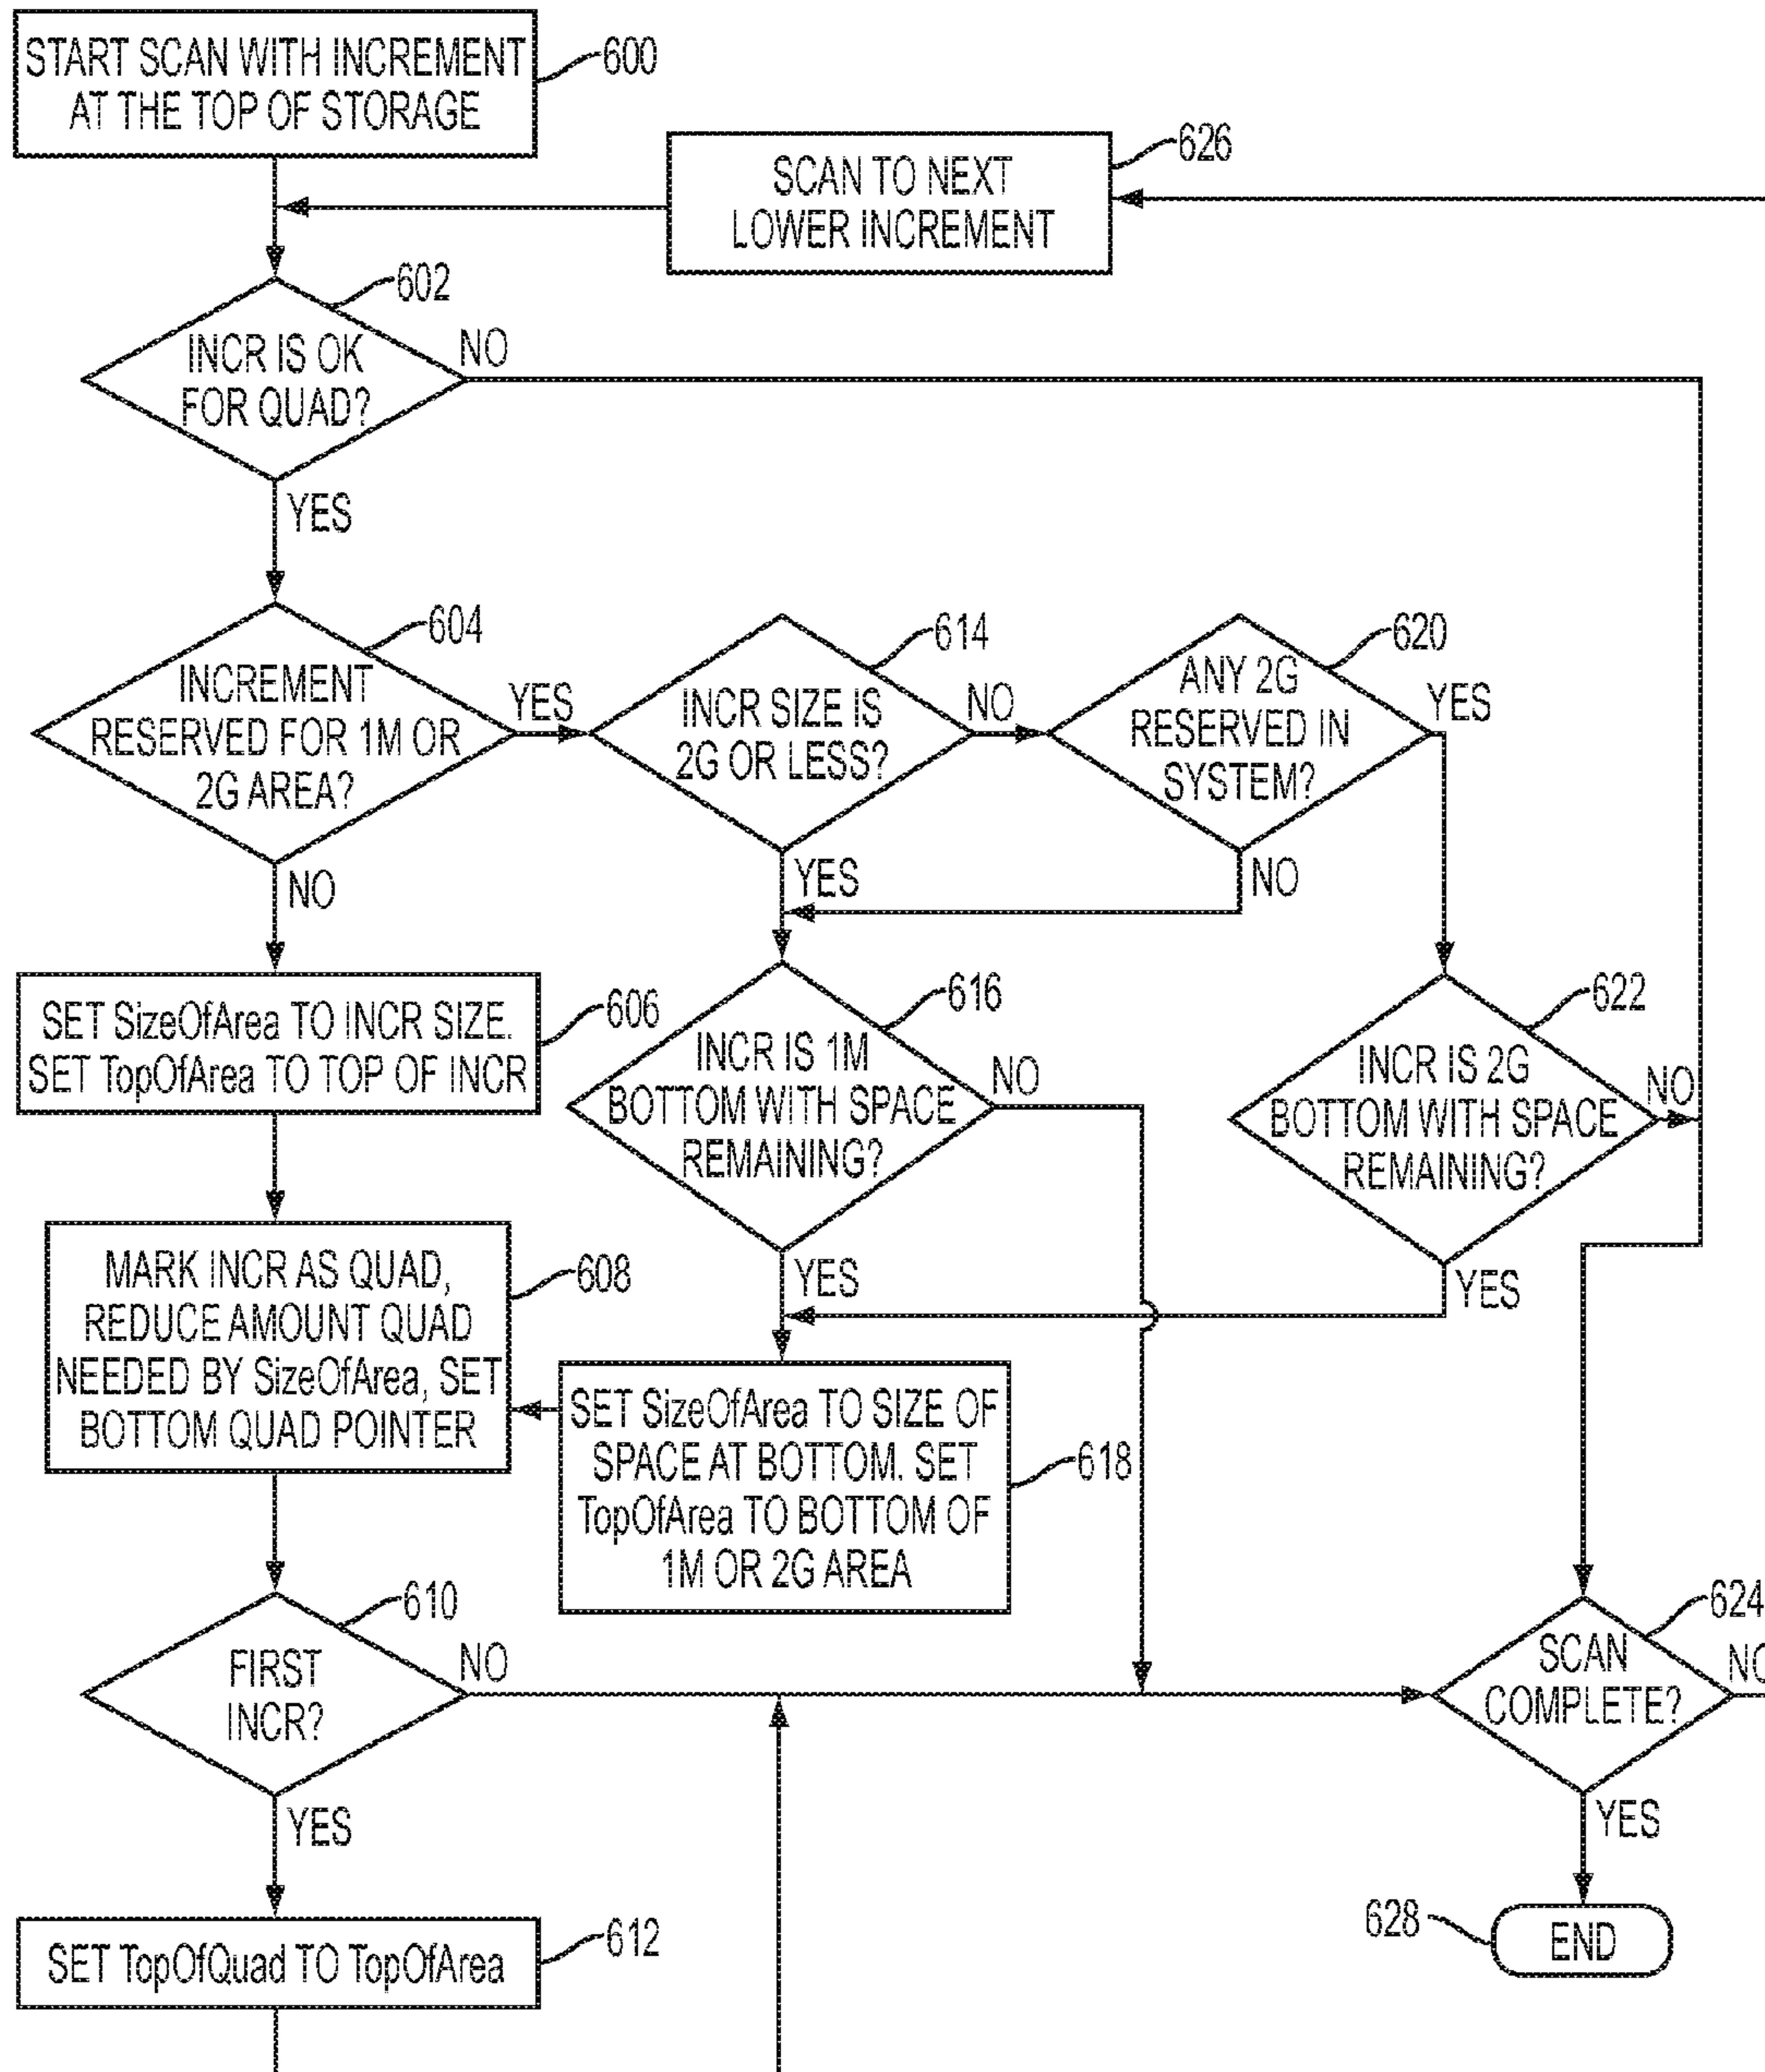 START SCAN WITH INCREMENT
AT THE TOP OF STORAGE
600
SCAN TO NEXT
LOWER INCREMENT
626
INCR IS OK
FOR QUAD?
602
NO
YES
INCREMENT
RESERVED FOR 1M OR
2G AREA?
604
YES
NO
INCR SIZE IS
2G OR LESS?
614
NO
YES
ANY 2G
RESERVED IN
SYSTEM?
620
YES
NO
SET SizeOfArea TO INCR SIZE.
SET TopOfArea TO TOP OF INCR
606
INCR IS 1M
BOTTOM WITH SPACE
REMAINING?
616
NO
YES
INCR IS 2G
BOTTOM WITH SPACE
REMAINING?
622
NO
YES
MARK INCR AS QUAD,
REDUCE AMOUNT QUAD
NEEDED BY SizeOfArea, SET
BOTTOM QUAD POINTER
608
SET SizeOfArea TO SIZE OF
SPACE AT BOTTOM. SET
TopOfArea TO BOTTOM OF
1M OR 2G AREA
618
FIRST
INCR?
610
NO
YES
SCAN
COMPLETE?
624
NO
YES
SET TopOfQuad TO TopOfArea
612
628
END